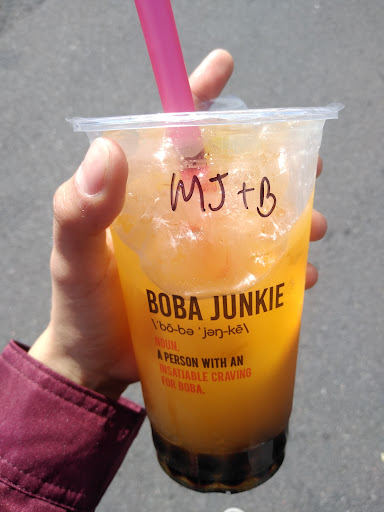 MJ + B
BOBA JUNKIE
\'bō-bə 'jəŋ-kē\
NOUN.
A PERSON WITH AN
INSATIABLE CRAVING
FOR BOBA.